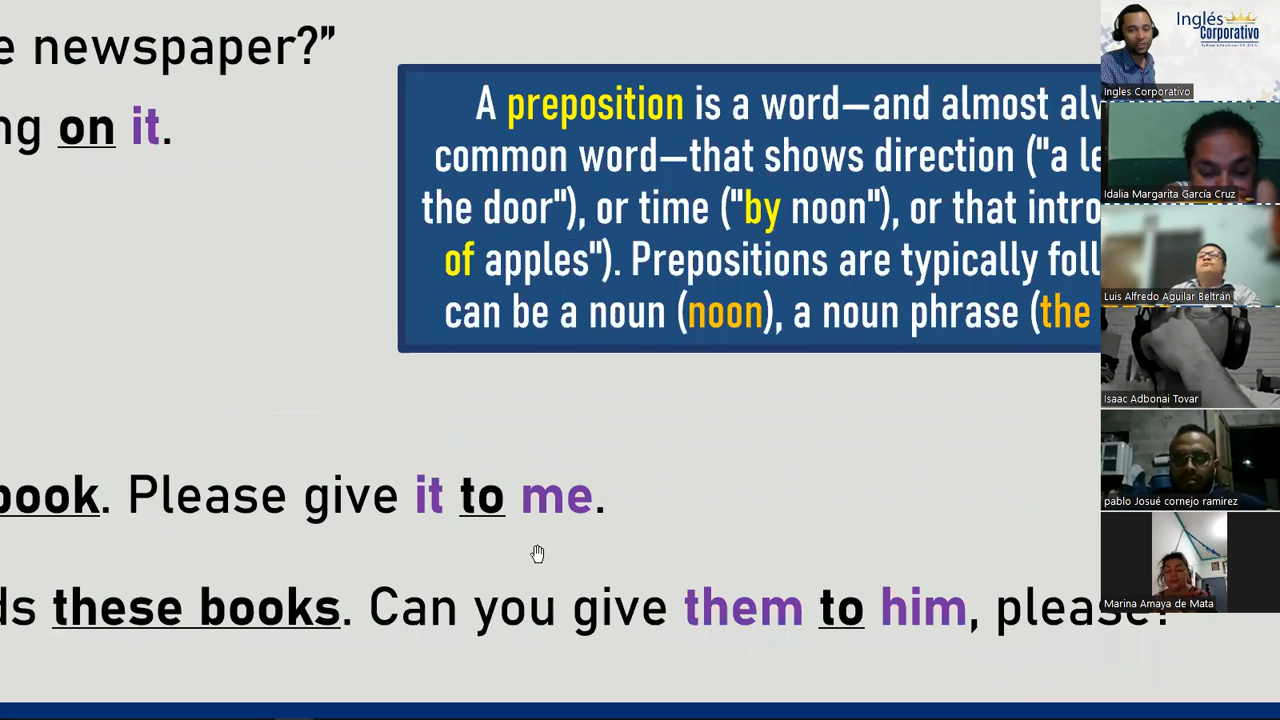 e newspaper?”
ng on it.
A preposition is a word—and almost alw
common word—that shows direction ("a le
the door"), or time ("by noon"), or that intro
of apples"). Prepositions are typically foll
can be a noun (noon), a noun phrase (the
book. Please give it to me.
ds these books. Can you give them to him, please?
Inglés
Corporativo
Ingles Corporativo
Idalia Margarita García Cruz
Luis Alfredo Aguilar Beltrán
Isaac Adbonai Tovar
pablo Josué cornejo ramirez
Marina Amaya de Mata